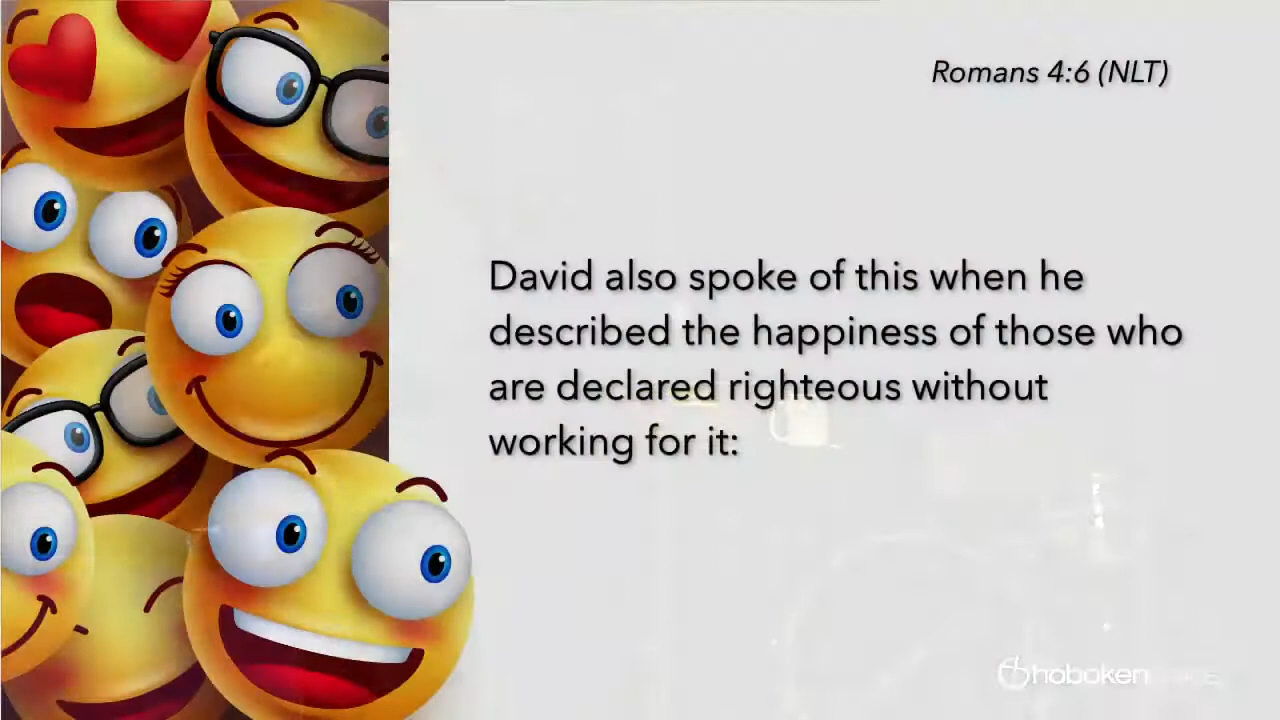 Romans 4:6 (NLT)
David also spoke of this when he
described the happiness of those who
are declared righteous without
working for it:
hoboken